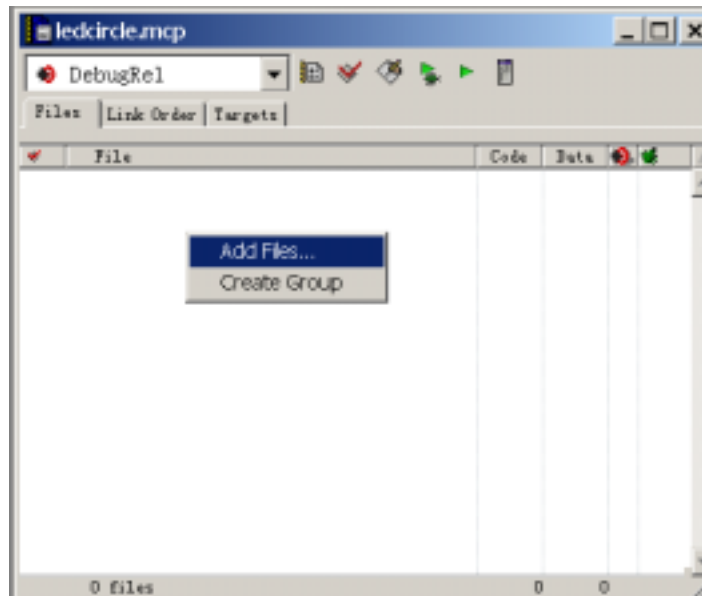 ledcircle.mcp
DebugRel
Files Link Order Targets
File Code Data
Add Files...
Create Group
0 files 0 0